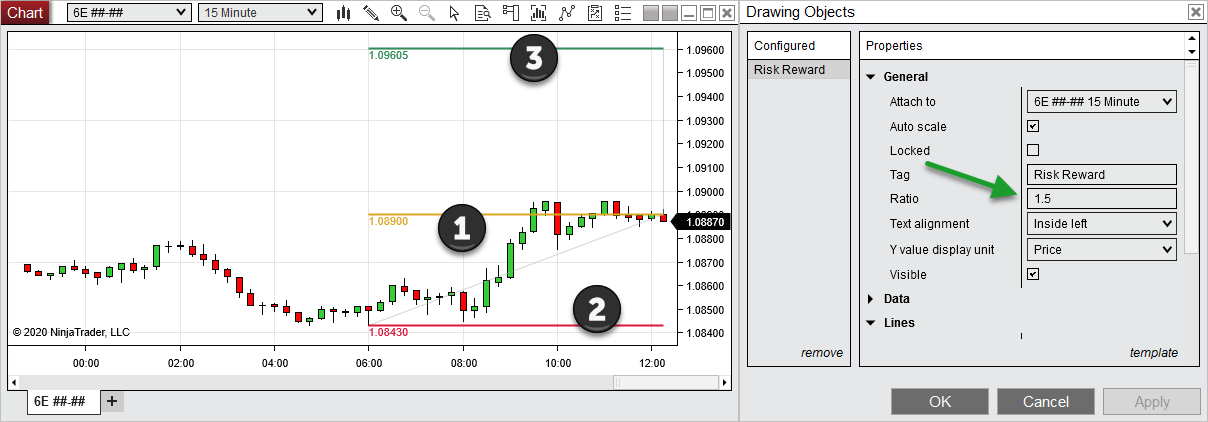 Chart
6E ##-##
15 Minute
1.09605
1.08900
1.08430
1
2
3
1.09600
1.09500
1.09400
1.09300
1.09200
1.09100
1.09000
1.08870
1.08800
1.08700
1.08600
1.08500
1.08400
© 2020 NinjaTrader, LLC
00:00 02:00 04:00 06:00 08:00 10:00 12:00
6E ##-## +
Drawing Objects
Configured
Risk Reward
remove
Properties
General
Attach to 6E ##-## 15 Minute
Auto scale
Locked
Tag Risk Reward
Ratio 1.5
Text alignment Inside left
Y value display unit Price
Visible
Data
Lines
template
OK Cancel Apply